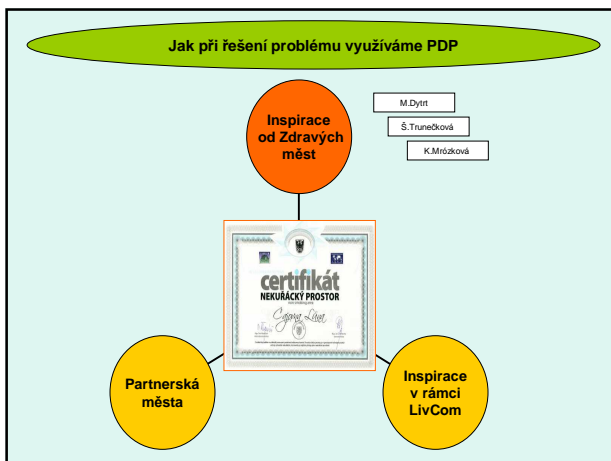 Jak při řešení problému využíváme PDP
Inspirace
od Zdravých
měst
M.Dytrt
Š.Trunečková
K.Mrózková
certifikát
NEKUŘÁCKÝ PROSTOR
Partnerská
města
Inspirace
v rámci
LivCom